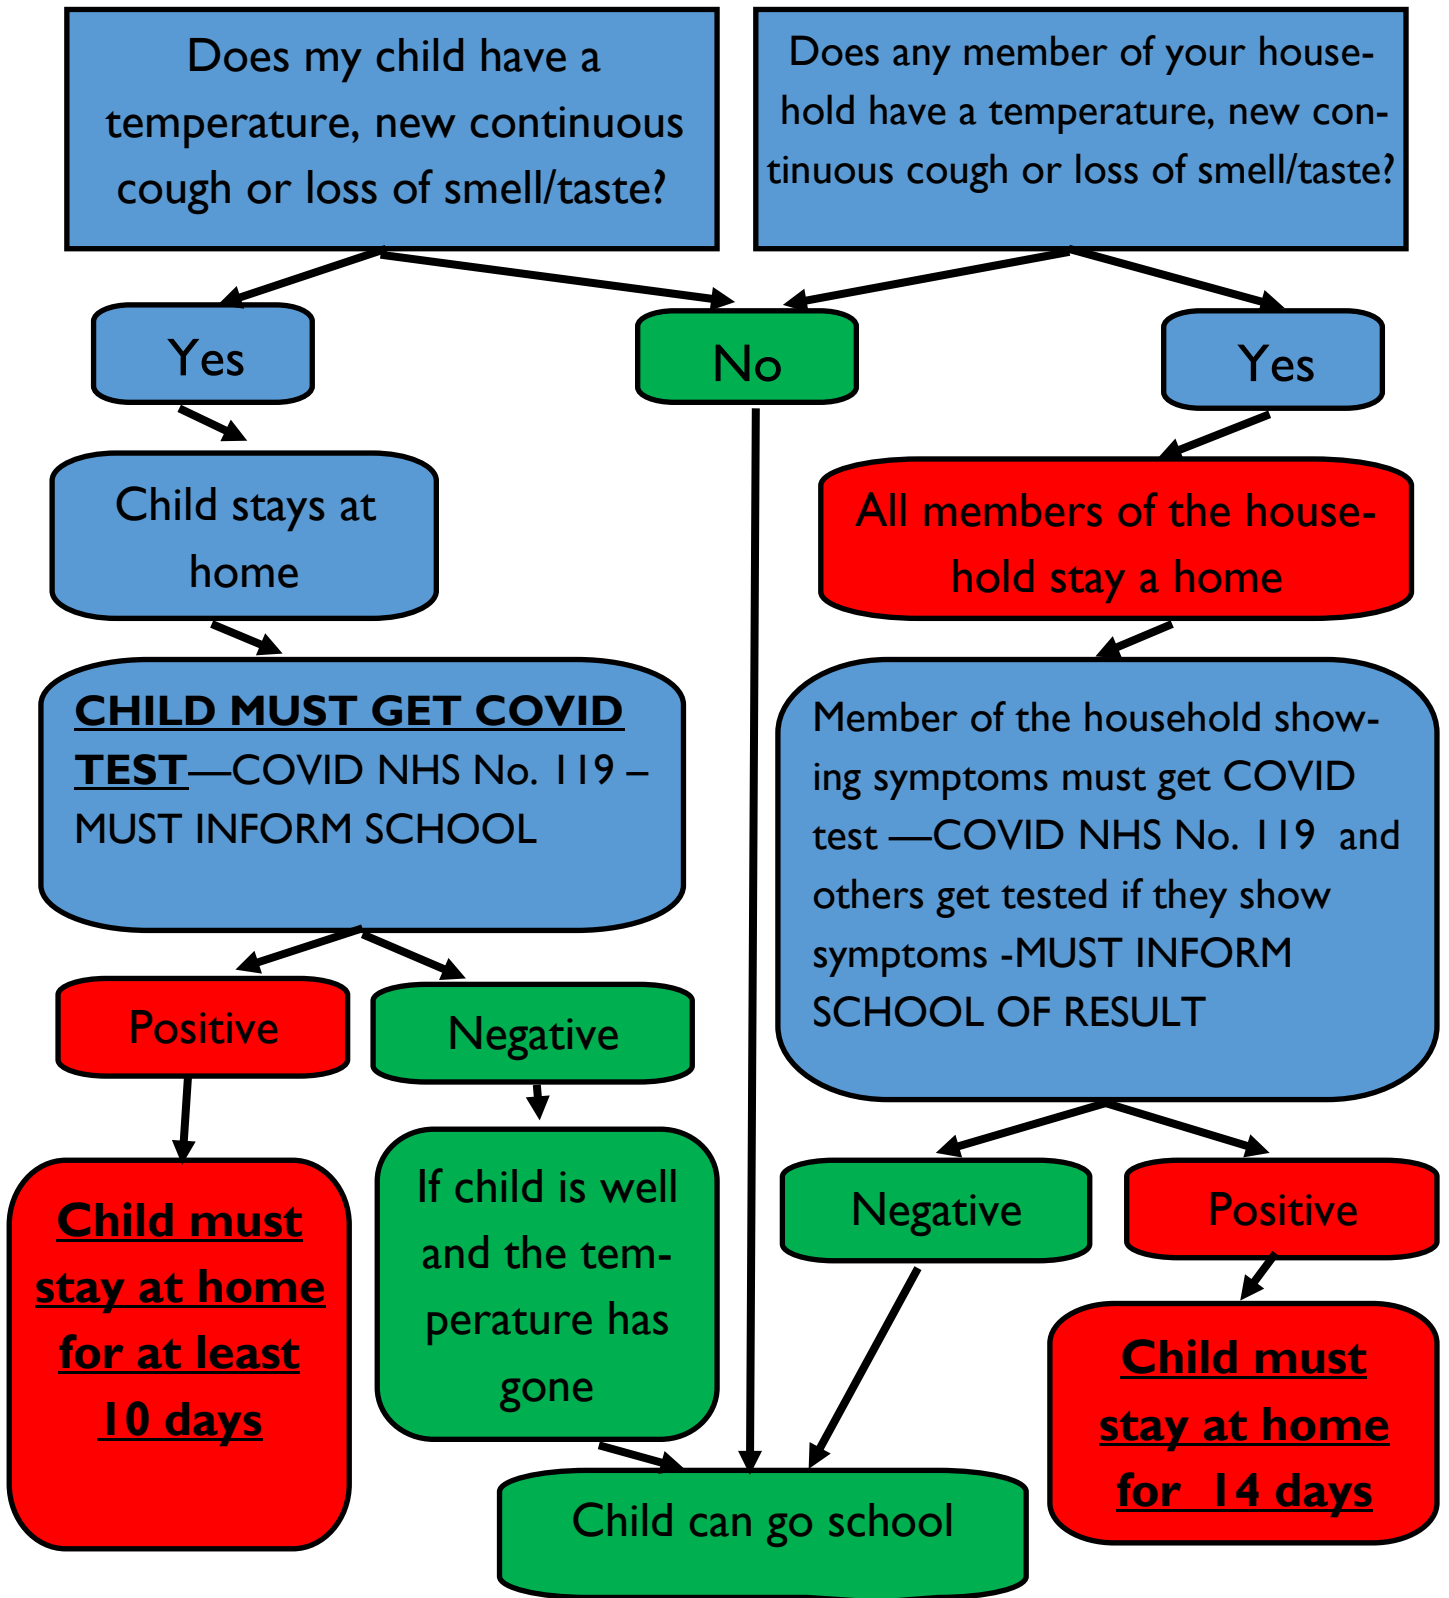 Does my child have a
temperature, new continuous
cough or loss of smell/taste?
Does any member of your house-
hold have a temperature, new con-
tinuous cough or loss of smell/taste?
Yes
No
Yes
Child stays at
home
All members of the house-
hold stay a home
CHILD MUST GET COVID
TEST—COVID NHS No. 119 –
MUST INFORM SCHOOL
Member of the household show-
ing symptoms must get COVID
test —COVID NHS No. 119  and
others get tested if they show
symptoms -MUST INFORM
SCHOOL OF RESULT
Positive
Negative
Child must
stay at home
for at least
10 days
If child is well
and the tem-
perature has
gone
Negative
Positive
Child must
stay at home
for  14 days
Child can go school